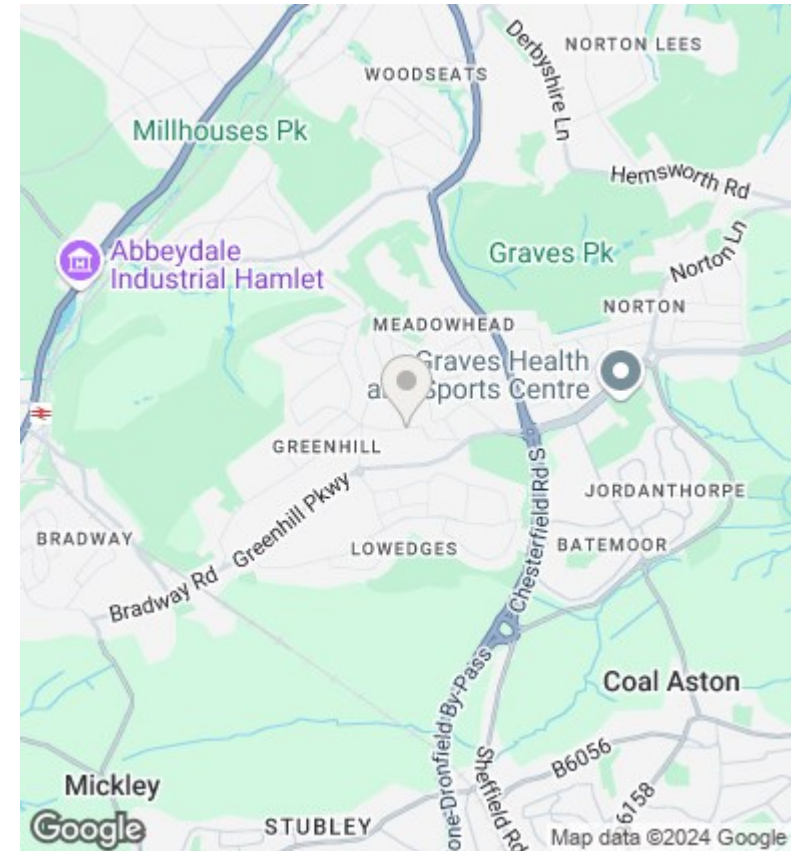 NORTON LEES
WOODSEATS
Derbyshire Ln
Millhouses Pk
Hemsworth Rd
Abbeydale
Industrial Hamlet
Graves Pk
Norton Ln
NORTON
MEADOWHEAD
Graves Health
Sports Centre
GREENHILL
Greenhill Pkwy
Chesterfield Rd S
JORDANTHORPE
BRADWAY
LOWEDGES
BATEMOOR
Bradway Rd
Coal Aston
Dronfield By-Pass
Sheffield Rd
B6056
6158
Mickley
STUBLEY
Google
Map data ©2024 Google